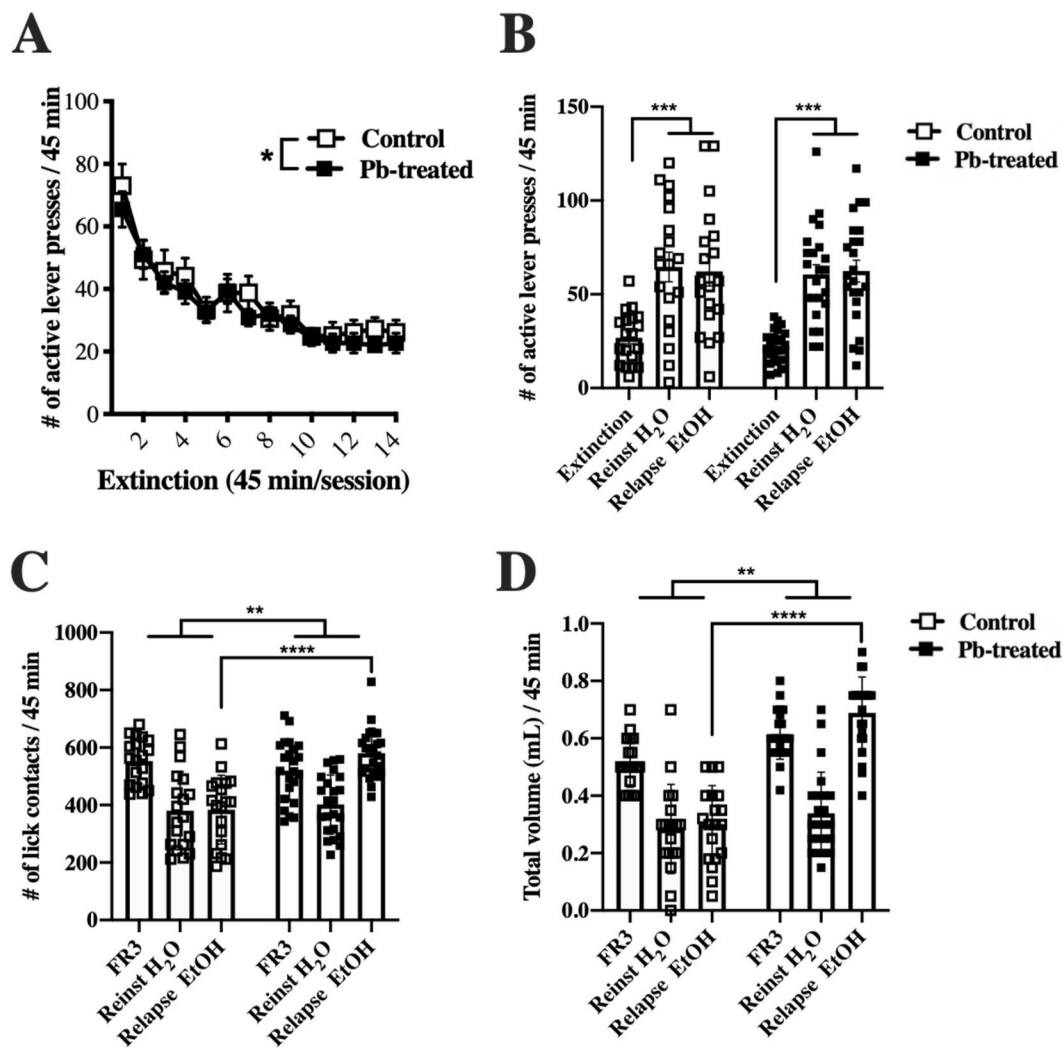 A
# of active lever presses / 45 min
100
80
60
40
20
0
*
Control
Pb-treated
2 4 6 8 10 12 14
Extinction (45 min/session)
B
# of active lever presses / 45 min
150
100
50
0
*** ***
Control
Pb-treated
Extinction
Reinst H2O
Relapse EtOH
Extinction
Reinst H2O
Relapse EtOH
C
# of lick contacts / 45 min
1000
800
600
400
200
0
**
****
FR3
Reinst H2O
Relapse EtOH
FR3
Reinst H2O
Relapse EtOH
D
Total volume (mL) / 45 min
1.0
0.8
0.6
0.4
0.2
0.0
**
****
Control
Pb-treated
FR3
Reinst H2O
Relapse EtOH
FR3
Reinst H2O
Relapse EtOH